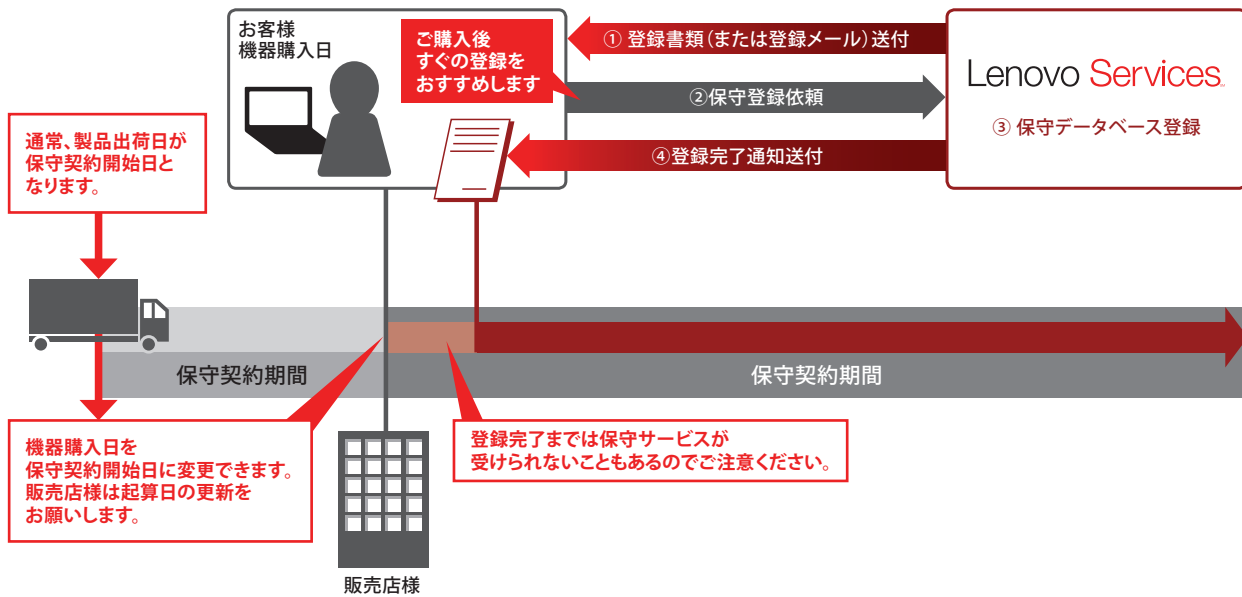 お客様
機器購入日
ご購入後
すぐの登録を
おすすめします
① 登録書類(または登録メール)送付
②保守登録依頼
④登録完了通知送付
Lenovo Services™
③ 保守データベース登録
通常、製品出荷日が
保守契約開始日と
なります。
保守契約期間
保守契約期間
機器購入日を
保守契約開始日に変更できます。
販売店様は起算日の更新を
お願いします。
登録完了までは保守サービスが
受けられないこともあるのでご注意ください。
販売店様